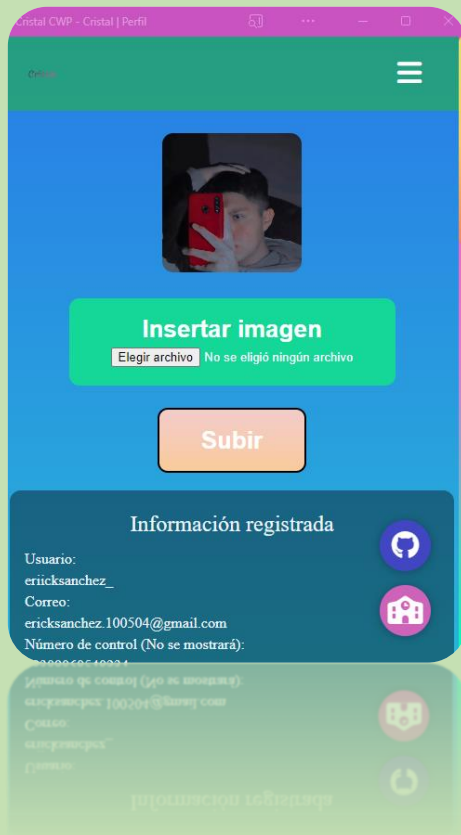 Cristal CWP - Cristal | Perfil
Insertar imagen
Elegir archivo No se eligió ningún archivo
Subir
Información registrada
Usuario:
eriicksanchez_
Correo:
ericksanchez.100504@gmail.com
Número de control (No se mostrará):